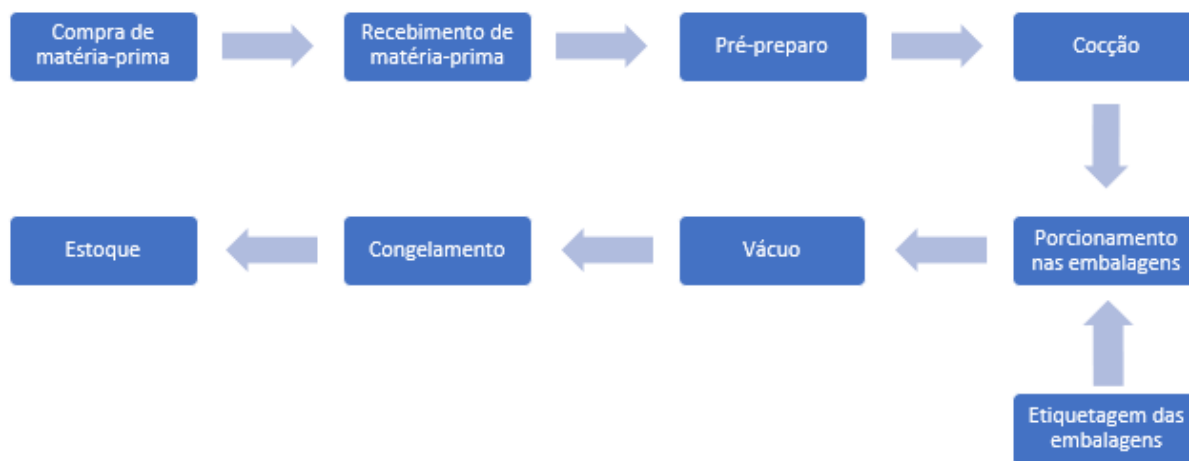 Compra de
matéria-prima
Recebimento de
matéria-prima
Pré-preparo
Cocção
Estoque
Congelamento
Vácuo
Porcionamento
nas embalagens
Etiquetagem das
embalagens